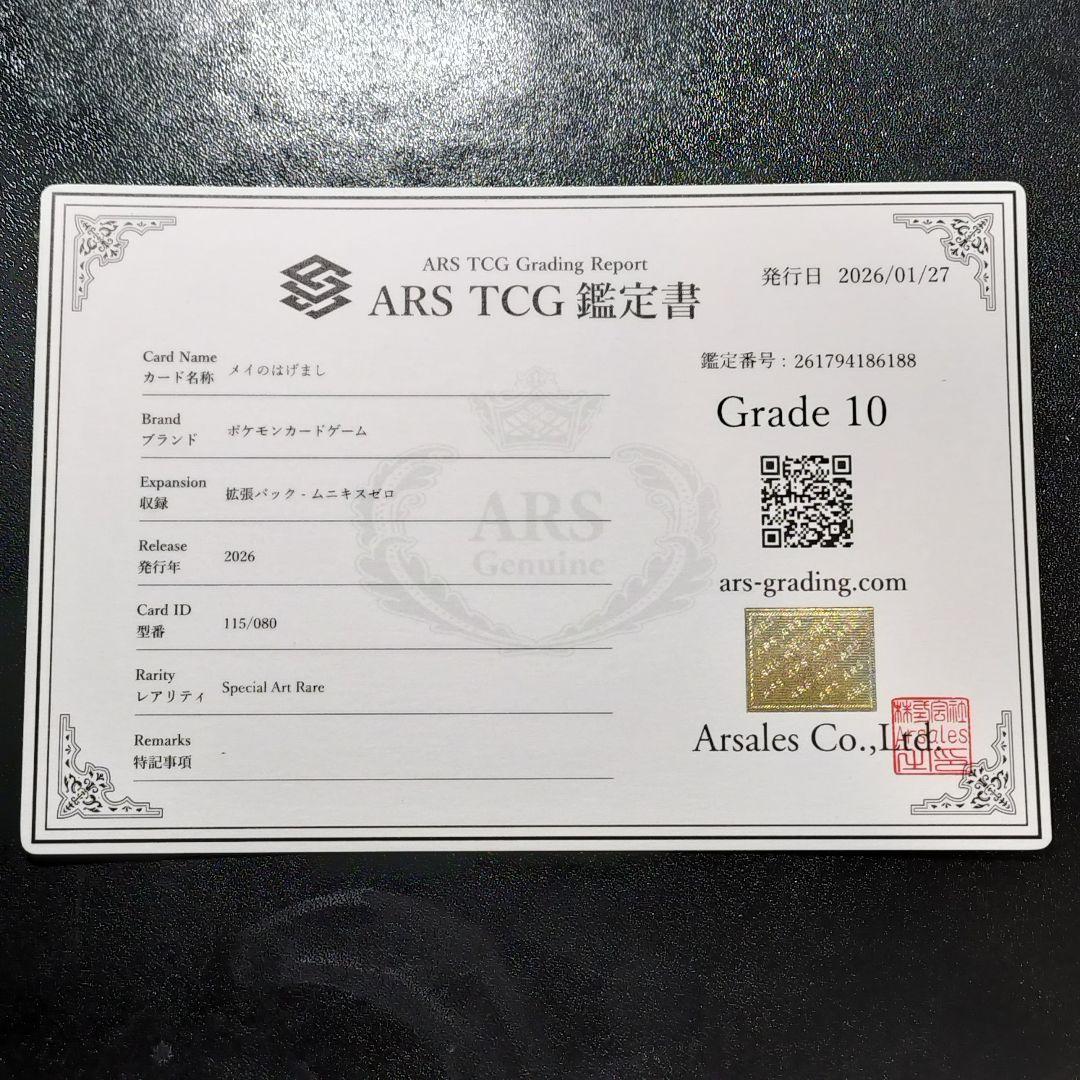 ARS TCG Grading Report
ARS TCG 鑑定書
発行日 2026/01/27
Card Name
カード名称 メイのはげまし
Brand
ブランド ポケモンカードゲーム
Expansion
収録 拡張パック - ムニキスゼロ
Release
発行年 2026
Card ID
型番 115/080
Rarity
レアリティ Special Art Rare
Remarks
特記事項 -
ARS
Genuine
鑑定番号 : 261794186188
Grade 10
ars-grading.com
Arsales Co.,Ltd.
株式会社
Arsales